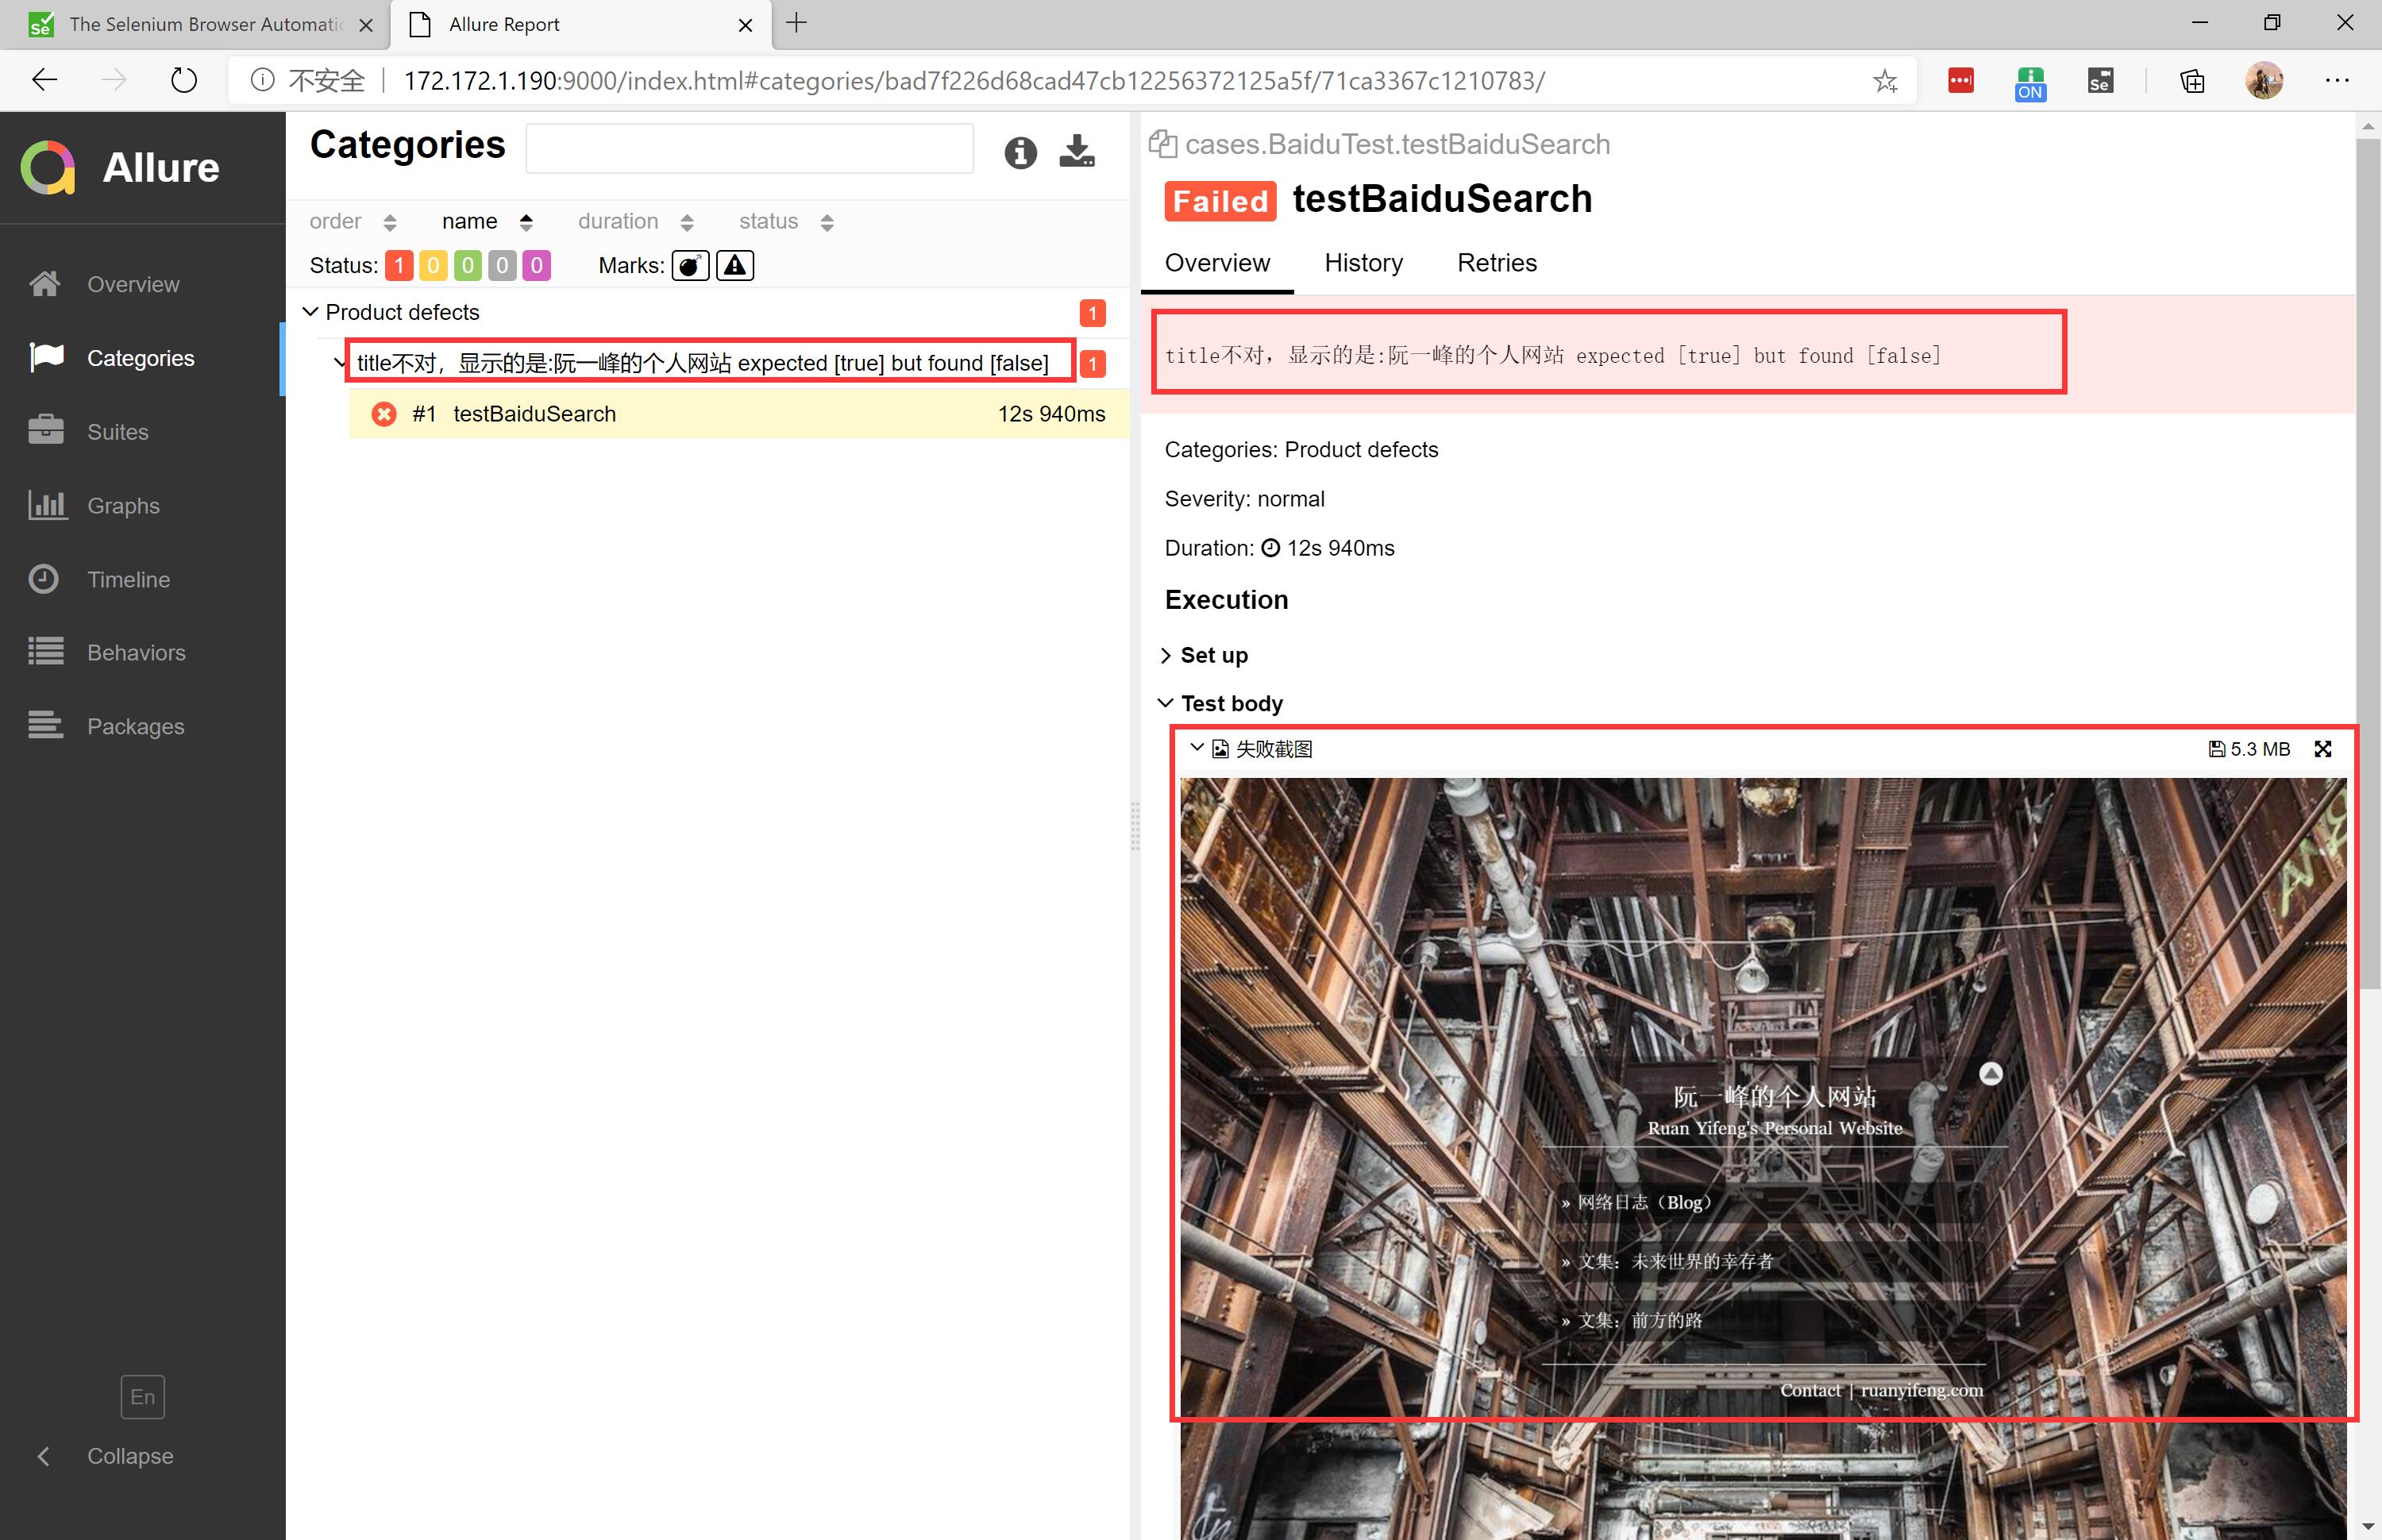 The Selenium Browser Automatic
Allure Report
不安全
172.172.1.190:9000/index.html#categories/bad7f226d68cad47cb12256372125a5f/71ca3367c1210783/
ON
Se
Allure
Overview
Categories
Suites
Graphs
Timeline
Behaviors
Packages
En
Collapse
Categories
order name duration status
Status: 1 0 0 0 0 Marks:
Product defects 1
title不对，显示的是:阮一峰的个人网站 expected [true] but found [false] 1
#1 testBaiduSearch 12s 940ms
cases.BaiduTest.testBaiduSearch
Failed testBaiduSearch
Overview History Retries
title不对，显示的是:阮一峰的个人网站 expected [true] but found [false]
Categories: Product defects
Severity: normal
Duration: 12s 940ms
Execution
Set up
Test body
失败截图 5.3 MB
阮一峰的个人网站
Ruan Yifeng's Personal Website
» 网络日志（Blog）
» 文集：未来世界的幸存者
» 文集：前方的路
Contact | ruanyifeng.com